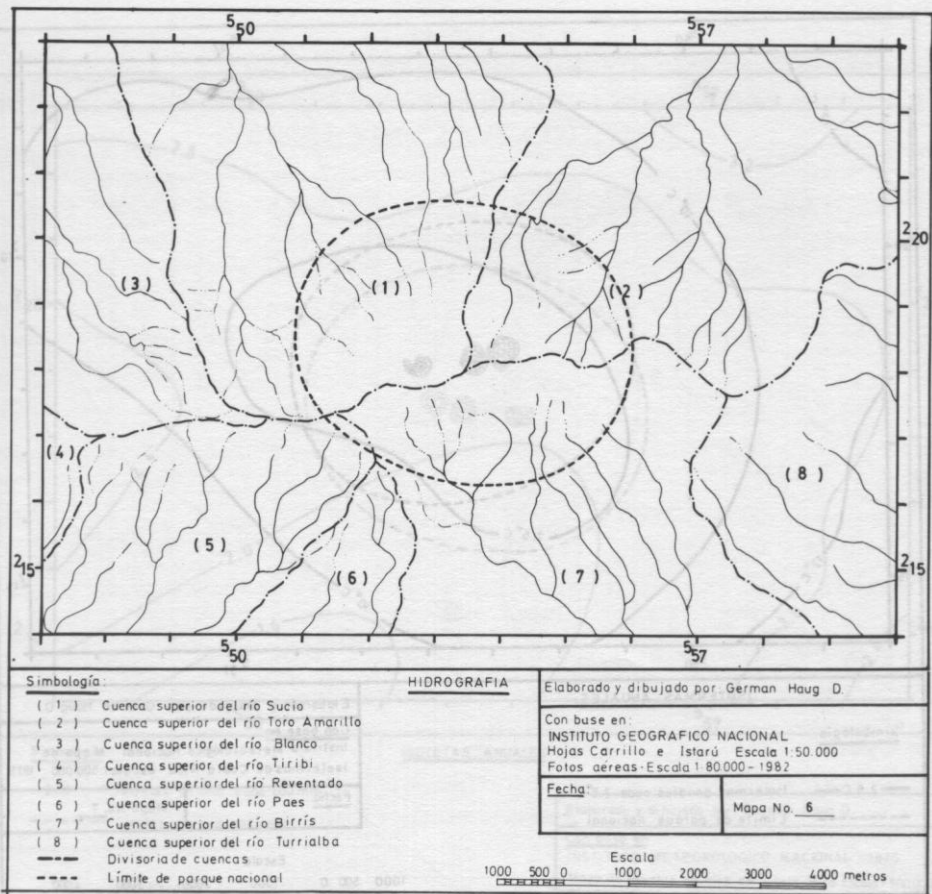 550
557
220
220
(3)
(1)
(2)
(4)
(8)
(5)
(6)
(7)
215
215
550
557
Simbología:
HIDROGRAFIA
( 1 ) Cuenca superior del río Sucio
( 2 ) Cuenca superior del río Toro Amarillo
( 3 ) Cuenca superior del río Blanco
( 4 ) Cuenca superior del río Tiribi
( 5 ) Cuenca superior del río Reventado
( 6 ) Cuenca superior del río Paes
( 7 ) Cuenca superior del río Birrís
( 8 ) Cuenca superior del río Turrialba
Divisoria de cuencas
Límite de parque nacional
Elaborado y dibujado por: German Haug D.
Con base en:
INSTITUTO GEOGRAFICO NACIONAL
Hojas Carrillo e Istarú Escala 1:50.000
Fotos aéreas-Escala 1:80.000-1982
Fecha:
Mapa No. 6
Escala
1000 500 0 1000 2000 3000 4000 metros